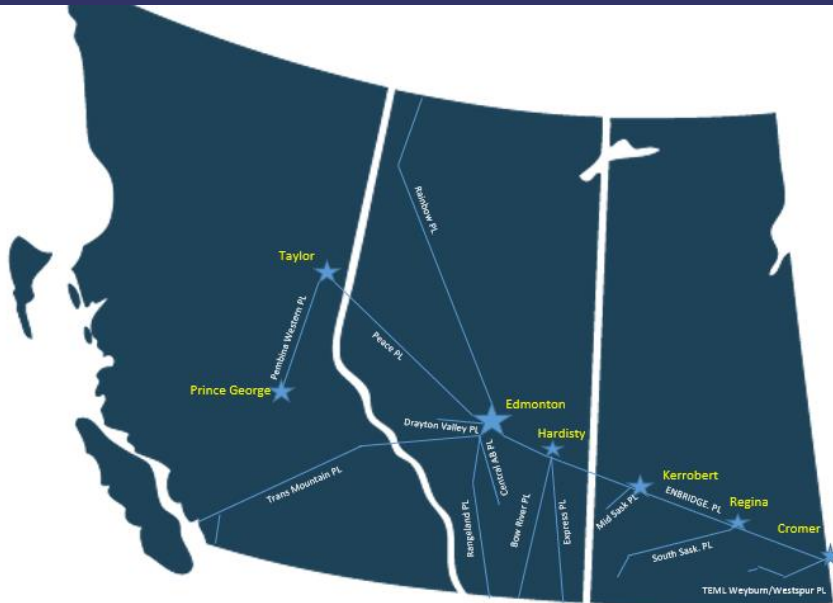 Rainbow PL
Taylor
Pembina Western PL
Peace PL
Prince George
Edmonton
Drayton Valley PL
Hardisty
Central AB PL
Trans Mountain PL
Kerrobert
ENBRIDGE. PL
Mid Sask PL
Regina
Rangeland PL
Bow River PL
Express PL
Cromer
South Sask. PL
TEML Weyburn/Westspur PL